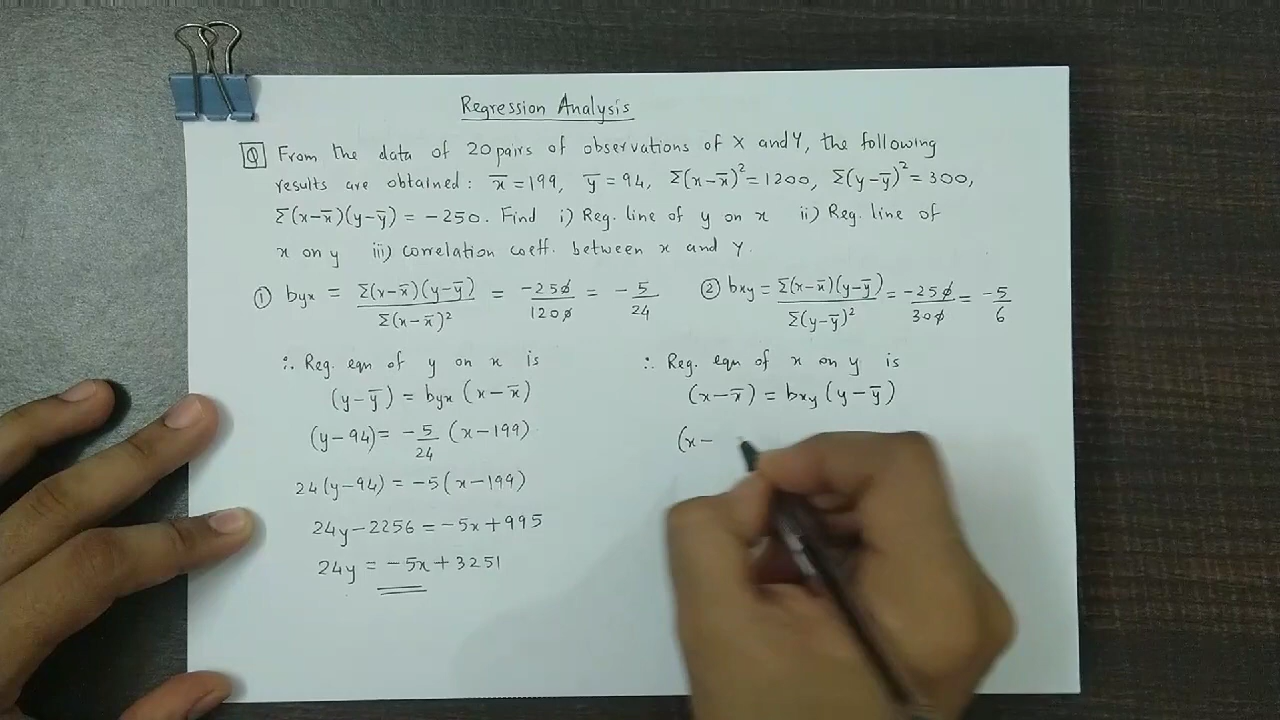 Regression Analysis
Q From the data of 20 pairs of observations of X and Y, the following
results are obtained: x̅ = 199, y̅ = 94, Σ(x-x̅)² = 1200, Σ(y-y̅)² = 300,
Σ(x-x̅)(y-y̅) = -250. Find i) Reg. line of y on x ii) Reg. line of
x on y iii) correlation coeff. between x and Y.
① byx = Σ(x-x̅)(y-y̅) / Σ(x-x̅)² = -250 / 1200 = -5/24
∴ Reg. eqn of y on x is
(y-y̅) = byx (x-x̅)
(y-94) = -5/24 (x-199)
24(y-94) = -5(x-199)
24y-2256 = -5x+995
24y = -5x+3251
② bxy = Σ(x-x̅)(y-y̅) / Σ(y-y̅)² = -250 / 300 = -5/6
∴ Reg. eqn of x on y is
(x-x̅) = bxy (y-y̅)
(x-